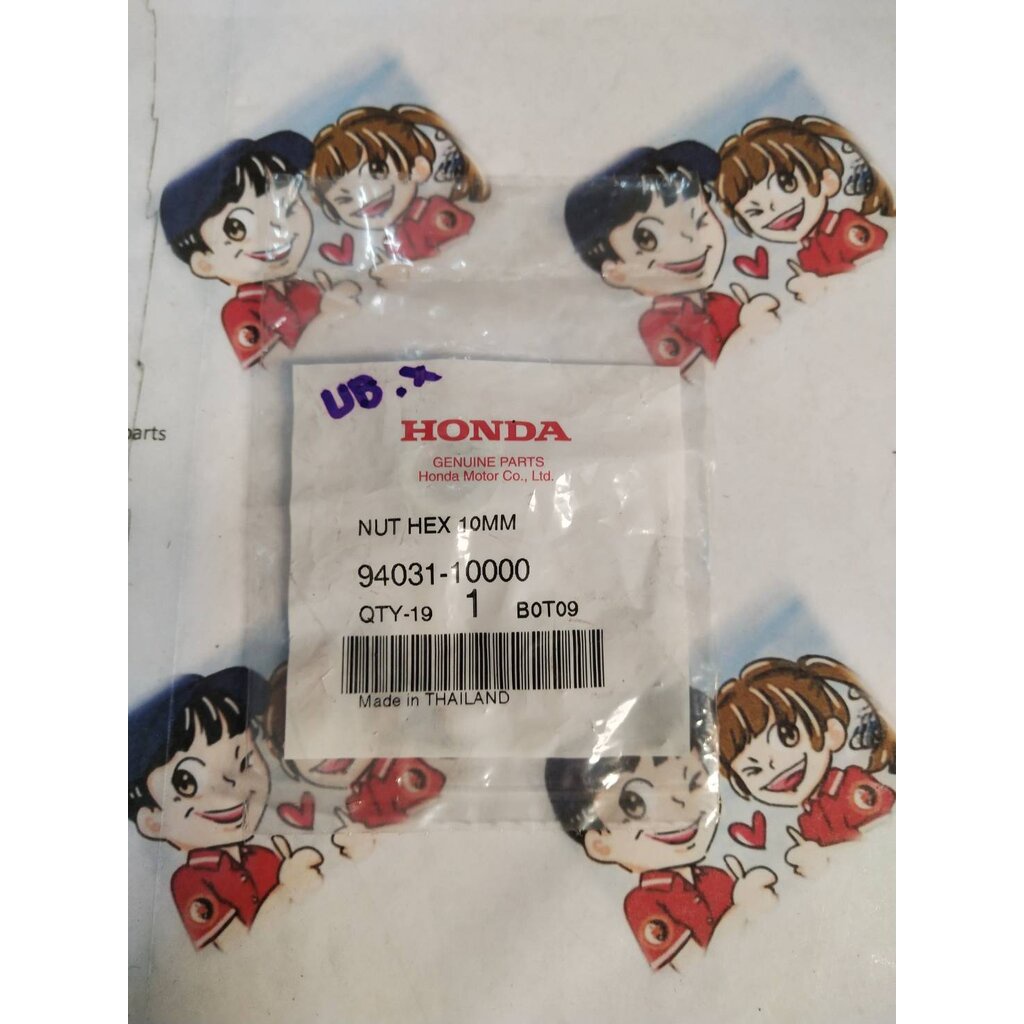 UB.X
HONDA
GENUINE PARTS
Honda Motor Co., Ltd.
arts
NUT HEX 10MM
94031-10000
QTY-19 1 B0T09
Made in THAILAND